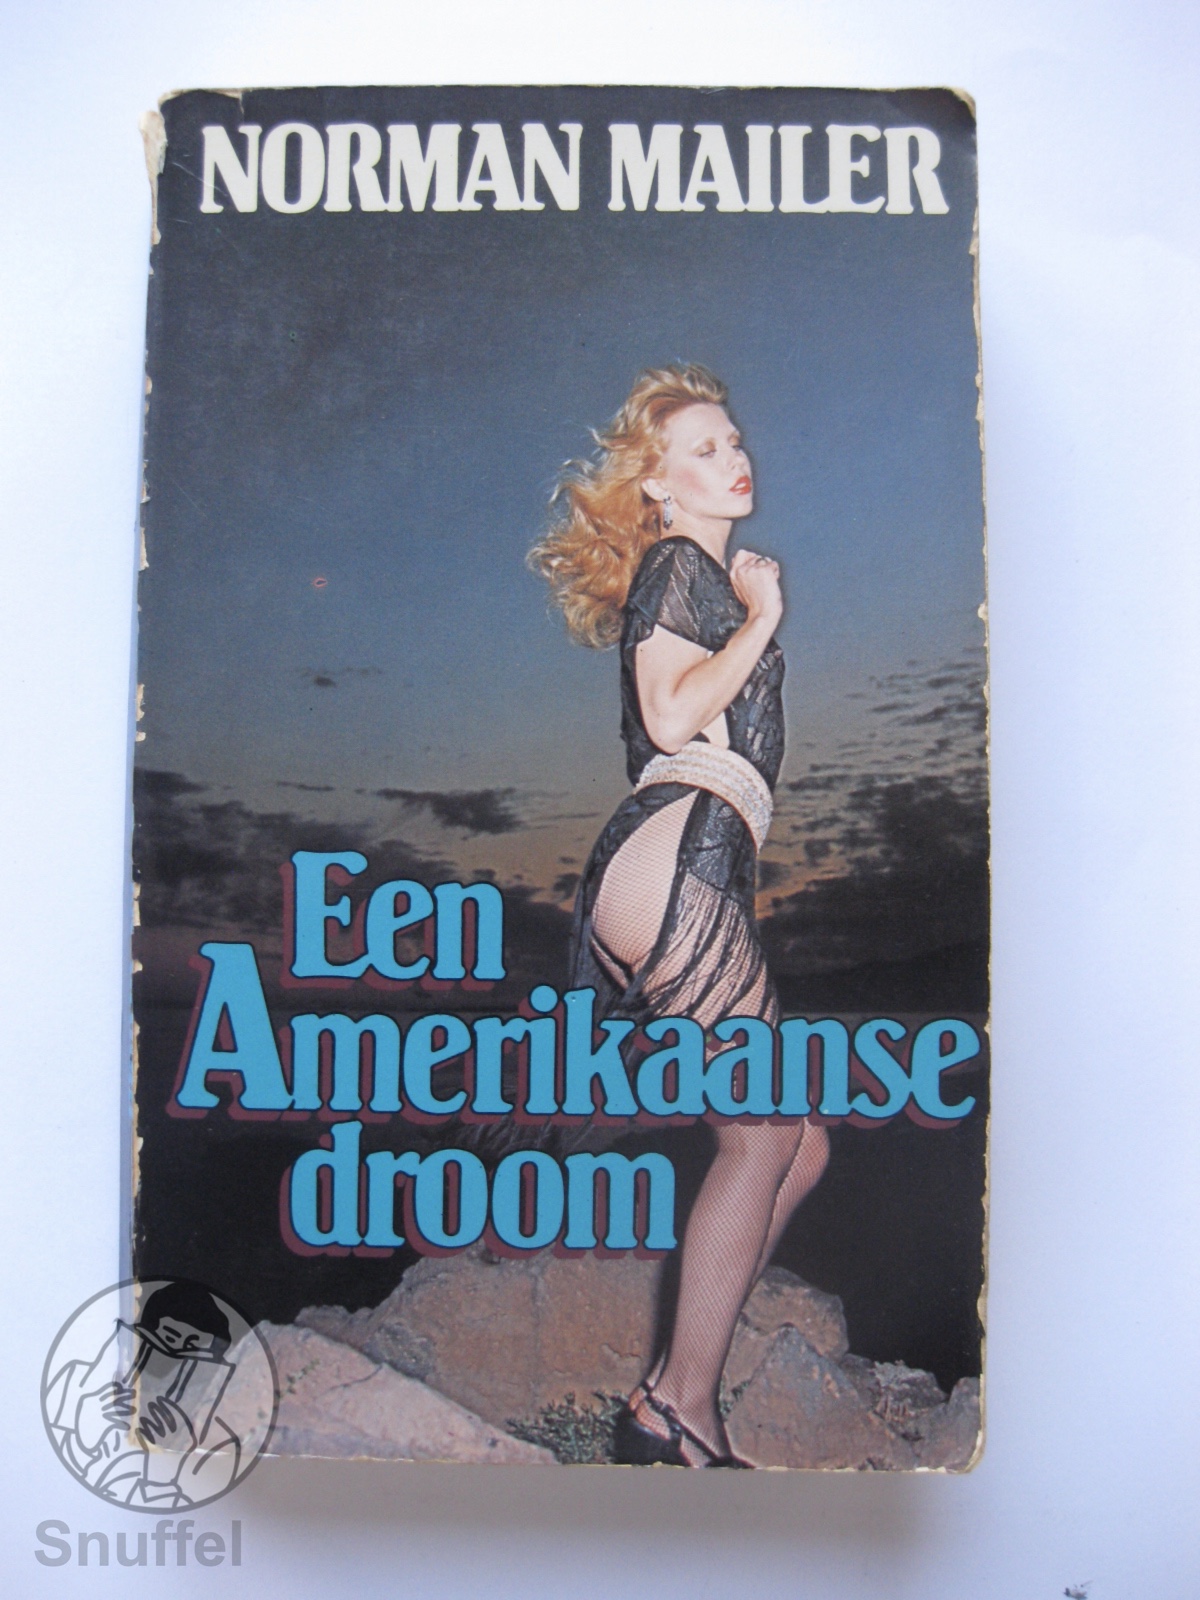 NORMAN MAILER
Een
Amerikaanse
droom
Snuffel